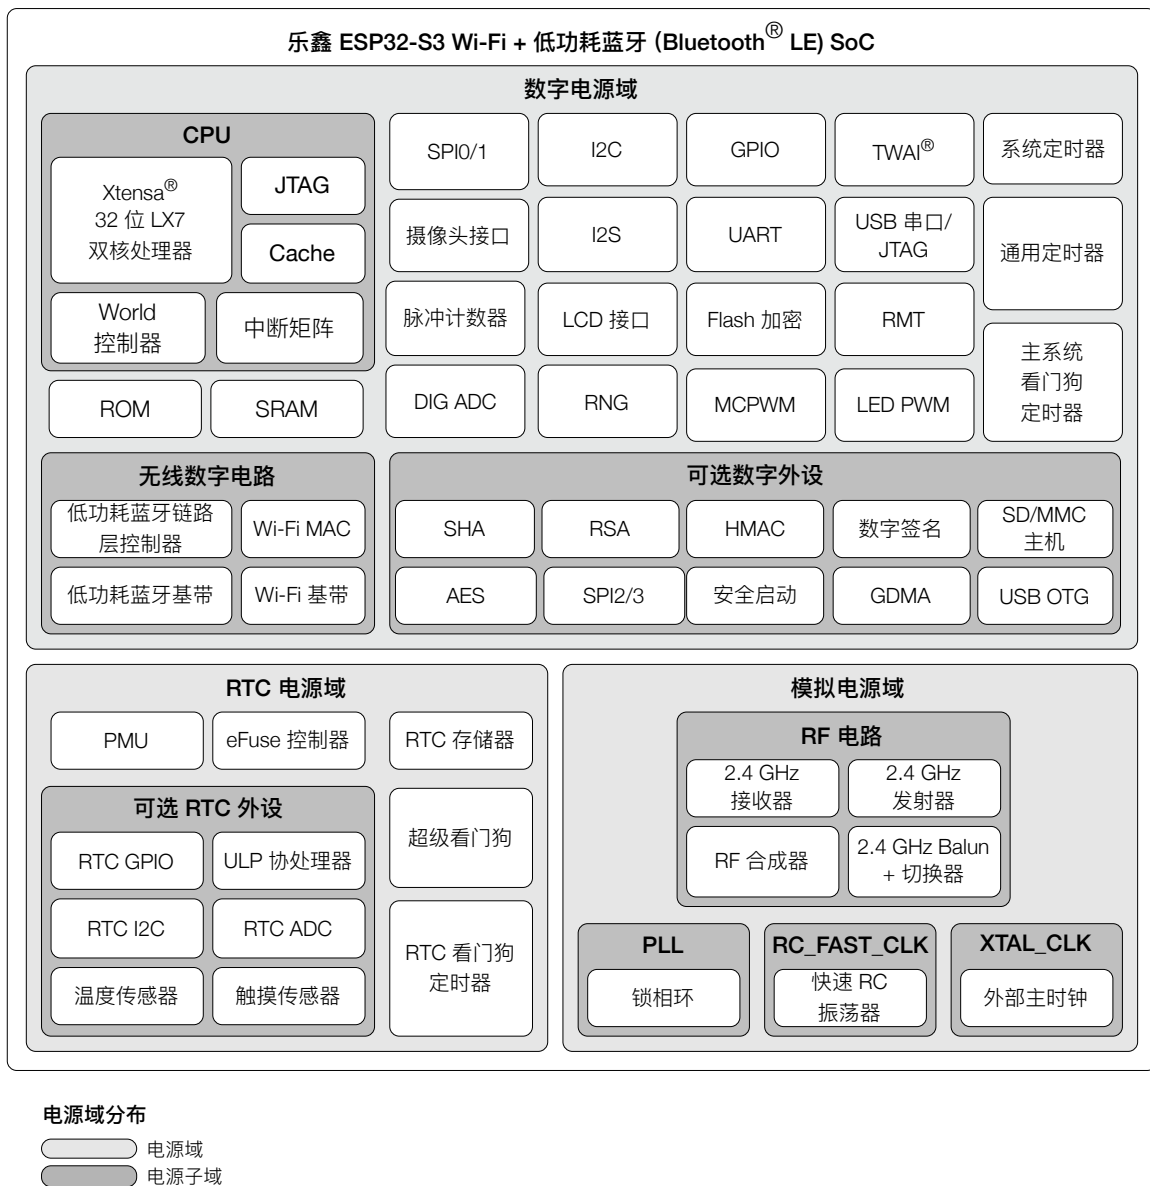 乐鑫 ESP32-S3 Wi-Fi + 低功耗蓝牙 (Bluetooth® LE) SoC
数字电源域
CPU
Xtensa®
32 位 LX7
双核处理器
JTAG
Cache
World
控制器
中断矩阵
ROM
SRAM
SPI0/1
I2C
GPIO
TWAI®
系统定时器
摄像头接口
I2S
UART
USB 串口/
JTAG
通用定时器
脉冲计数器
LCD 接口
Flash 加密
RMT
主系统
看门狗
定时器
DIG ADC
RNG
MCPWM
LED PWM
无线数字电路
低功耗蓝牙链路
层控制器
Wi-Fi MAC
低功耗蓝牙基带
Wi-Fi 基带
可选数字外设
SHA
RSA
HMAC
数字签名
SD/MMC
主机
AES
SPI2/3
安全启动
GDMA
USB OTG
RTC 电源域
PMU
eFuse 控制器
RTC 存储器
可选 RTC 外设
RTC GPIO
ULP 协处理器
RTC I2C
RTC ADC
温度传感器
触摸传感器
超级看门狗
RTC 看门狗
定时器
模拟电源域
RF 电路
2.4 GHz
接收器
2.4 GHz
发射器
RF 合成器
2.4 GHz Balun
+ 切换器
PLL
锁相环
RC_FAST_CLK
快速 RC
振荡器
XTAL_CLK
外部主时钟
电源域分布
电源域
电源子域